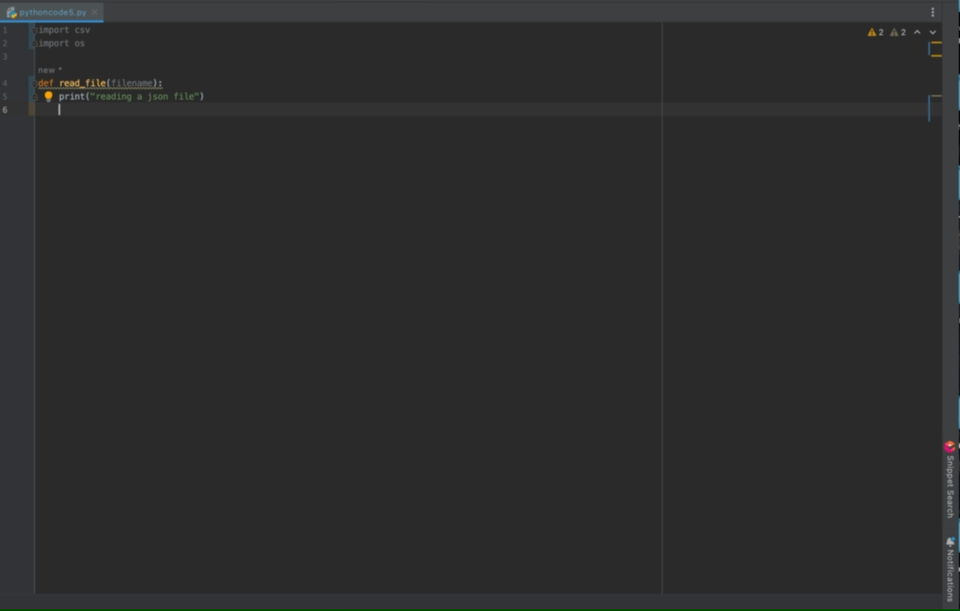 pythoncode5.py
2 2
1 import csv
2 import os
3
new *
4 def read_file(filename):
5 print("reading a json file")
6
Snippet Search
Notifications